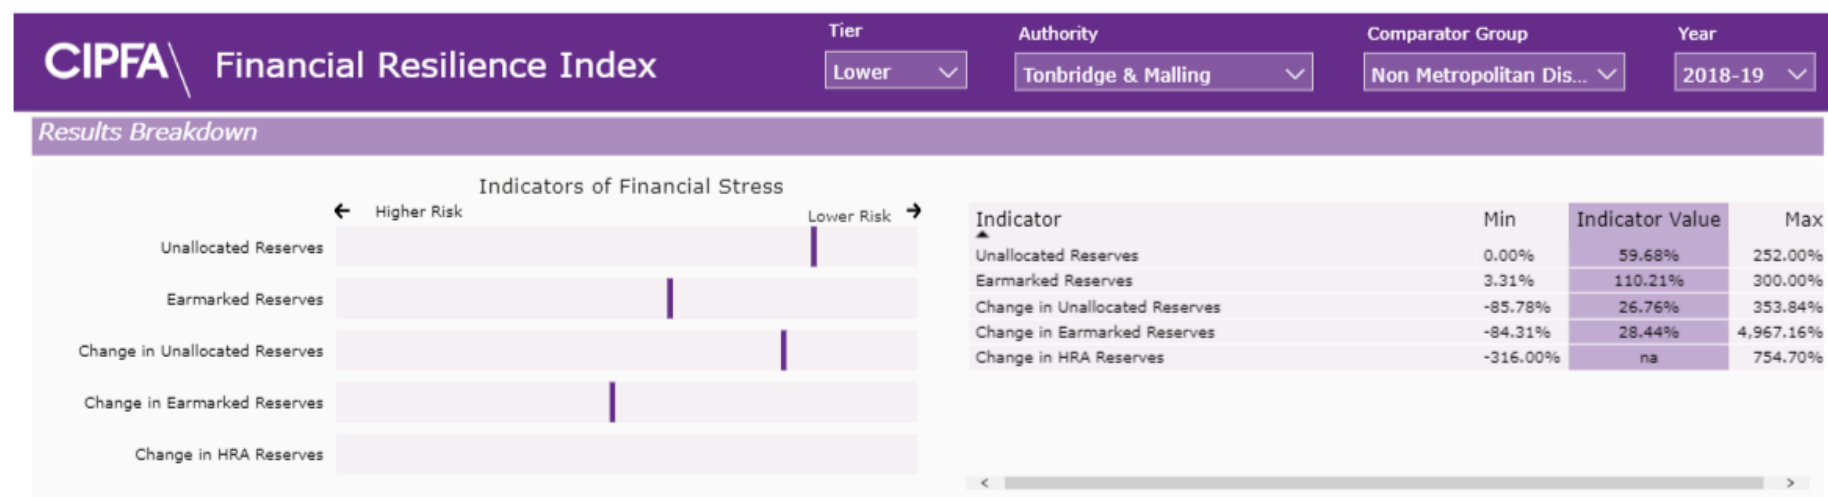 CIPFA\ Financial Resilience Index
Tier
Lower
Authority
Tonbridge & Malling
Comparator Group
Non Metropolitan Dis...
Year
2018-19
Results Breakdown
Indicators of Financial Stress
Higher Risk
Lower Risk
Unallocated Reserves
Earmarked Reserves
Change in Unallocated Reserves
Change in Earmarked Reserves
Change in HRA Reserves
Indicator Min Indicator Value Max
Unallocated Reserves 0.00% 59.68% 252.00%
Earmarked Reserves 3.31% 110.21% 300.00%
Change in Unallocated Reserves -85.78% 26.76% 353.84%
Change in Earmarked Reserves -84.31% 28.44% 4,967.16%
Change in HRA Reserves -316.00% na 754.70%